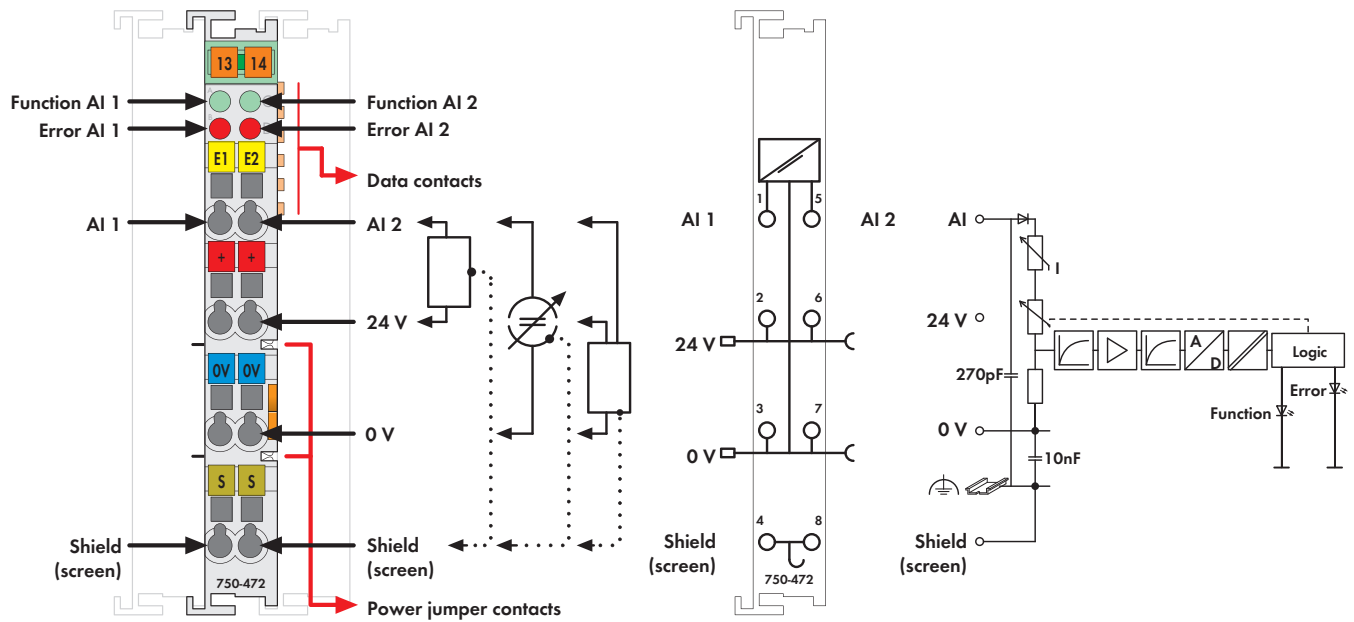 13 14
Function AI 1
Function AI 2
Error AI 1
Error AI 2
E1 E2
Data contacts
AI 1
AI 2
+ +
24 V
0V 0V
0 V
S S
Shield
(screen)
Shield
(screen)
750-472
Power jumper contacts
1 5
AI 1
AI 2
2 6
24 V
3 7
0 V
4 8
Shield
(screen)
750-472
AI
I
24 V
A
D
Logic
270pF
Error
Function
0 V
10nF
Shield
(screen)